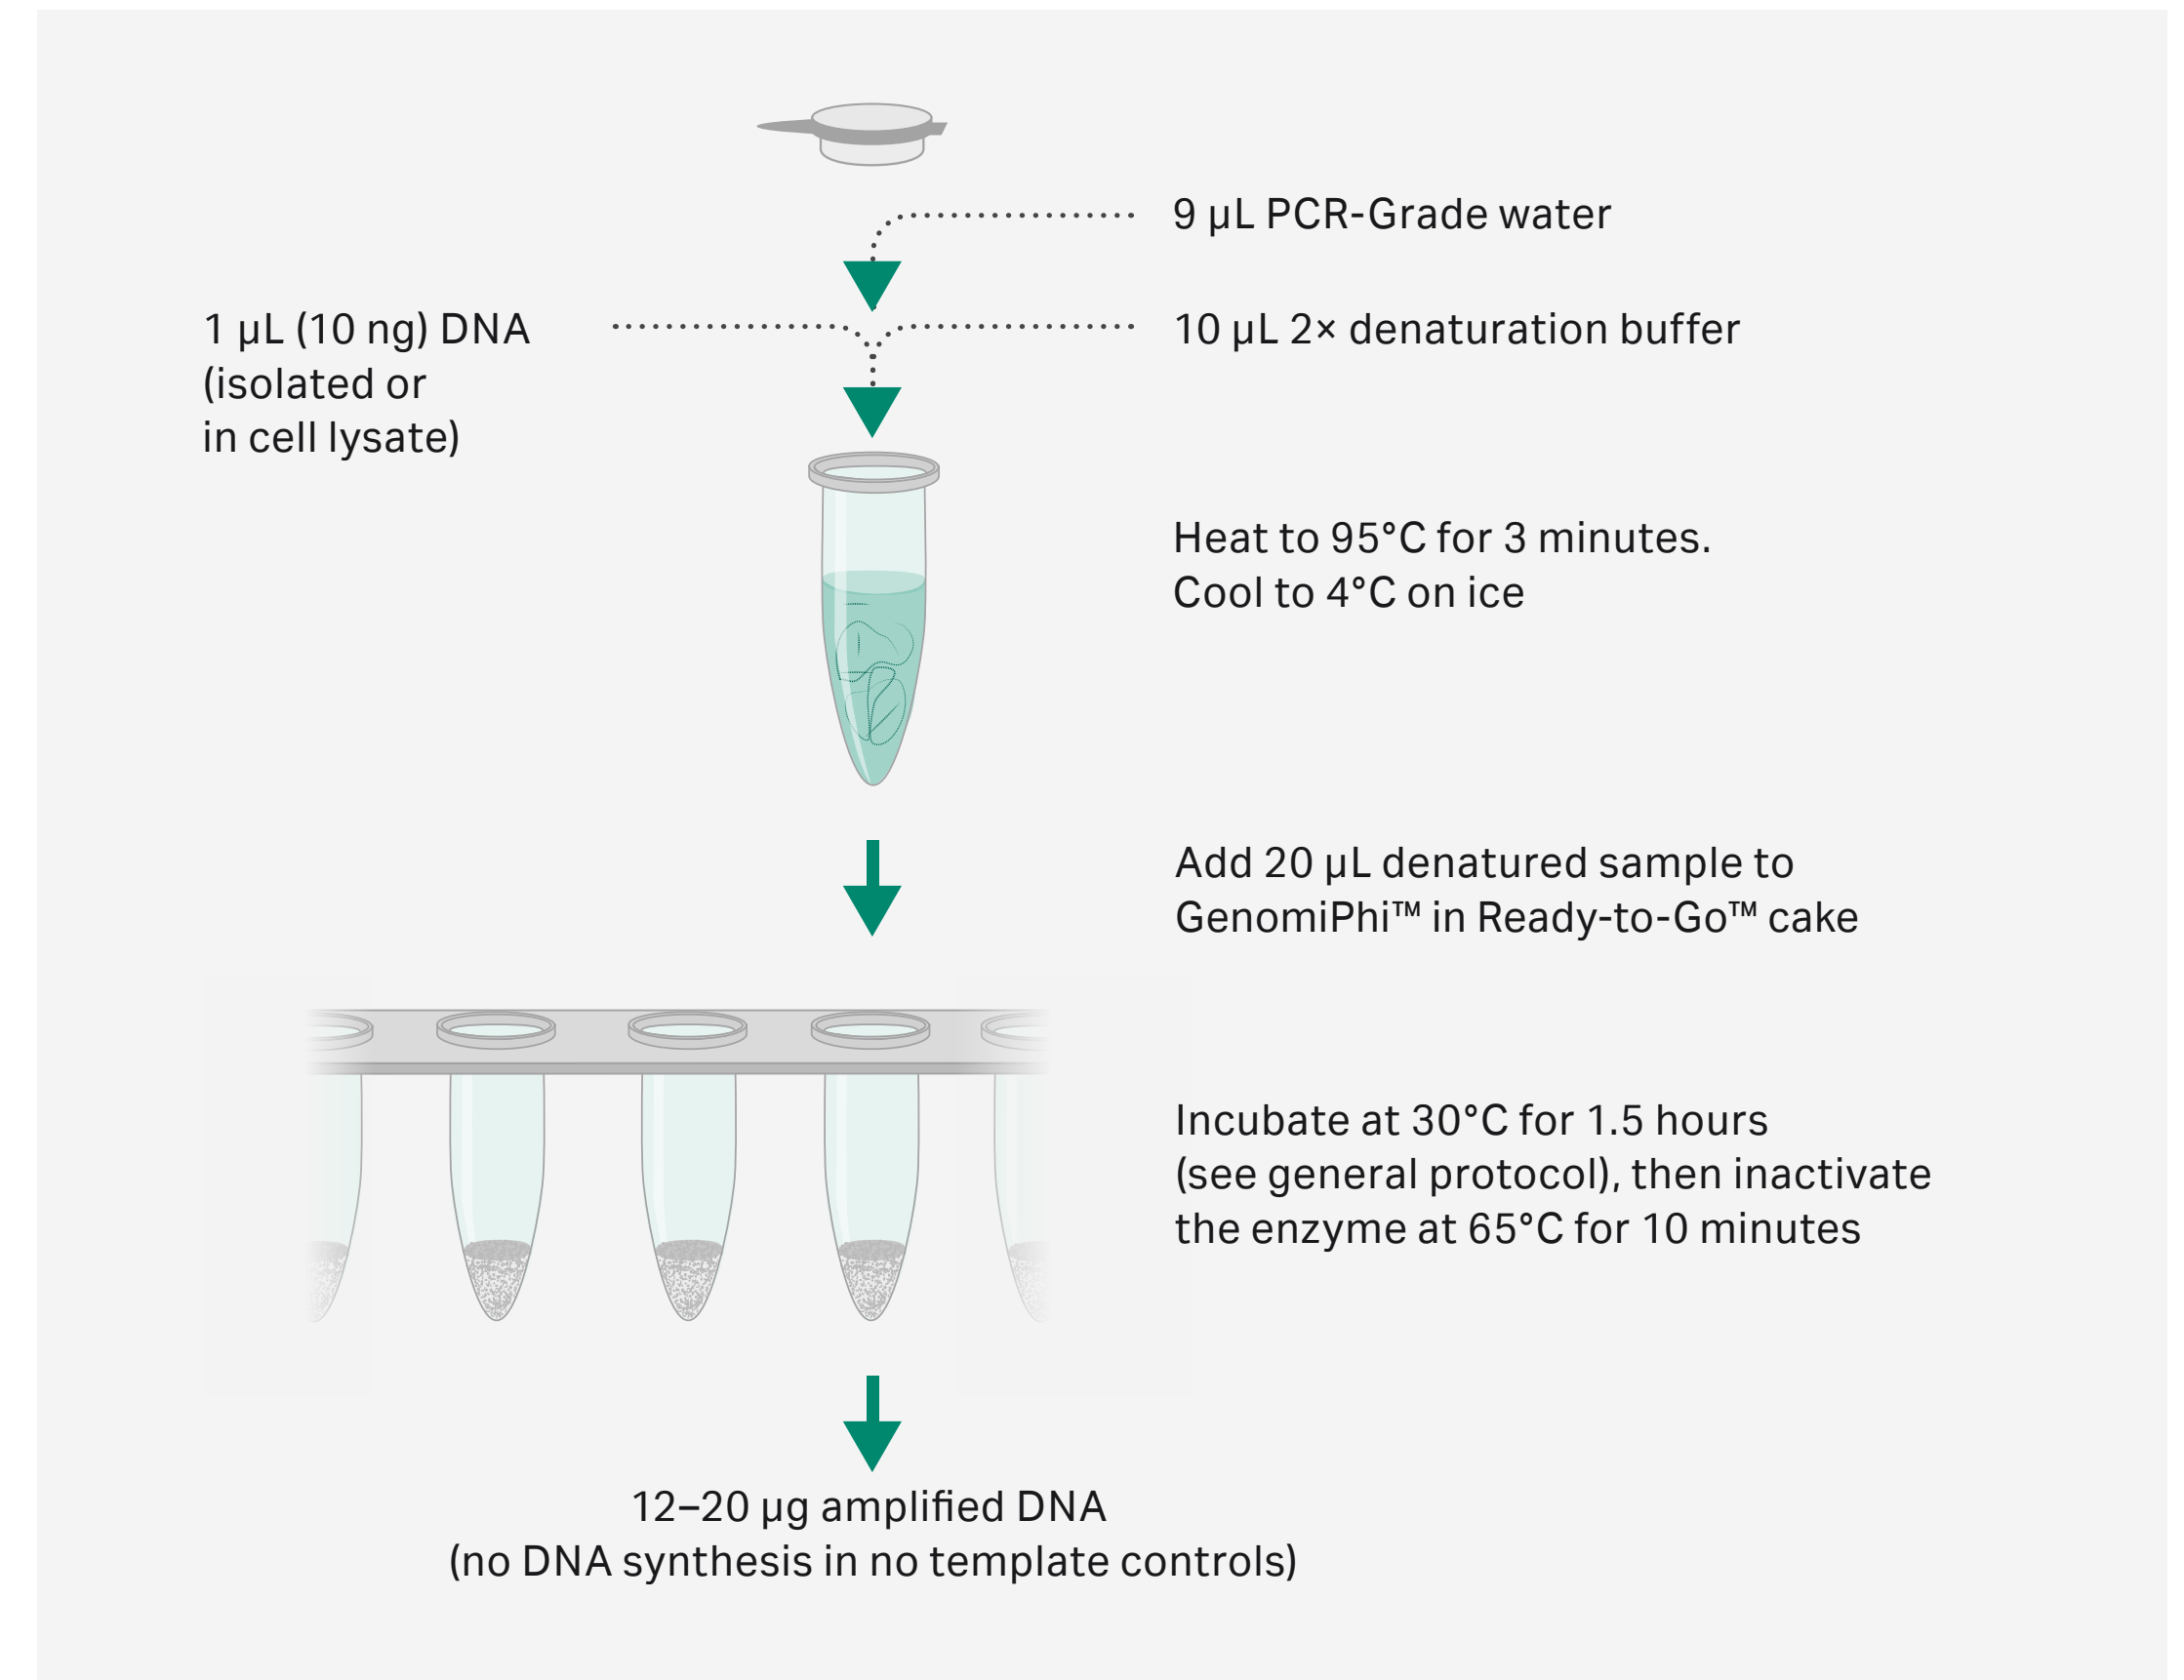 9 µL PCR-Grade water
1 µL (10 ng) DNA
(isolated or
in cell lysate)
10 µL 2× denaturation buffer
Heat to 95°C for 3 minutes.
Cool to 4°C on ice
Add 20 µL denatured sample to
GenomiPhi™ in Ready-to-Go™ cake
Incubate at 30°C for 1.5 hours
(see general protocol), then inactivate
the enzyme at 65°C for 10 minutes
12–20 µg amplified DNA
(no DNA synthesis in no template controls)